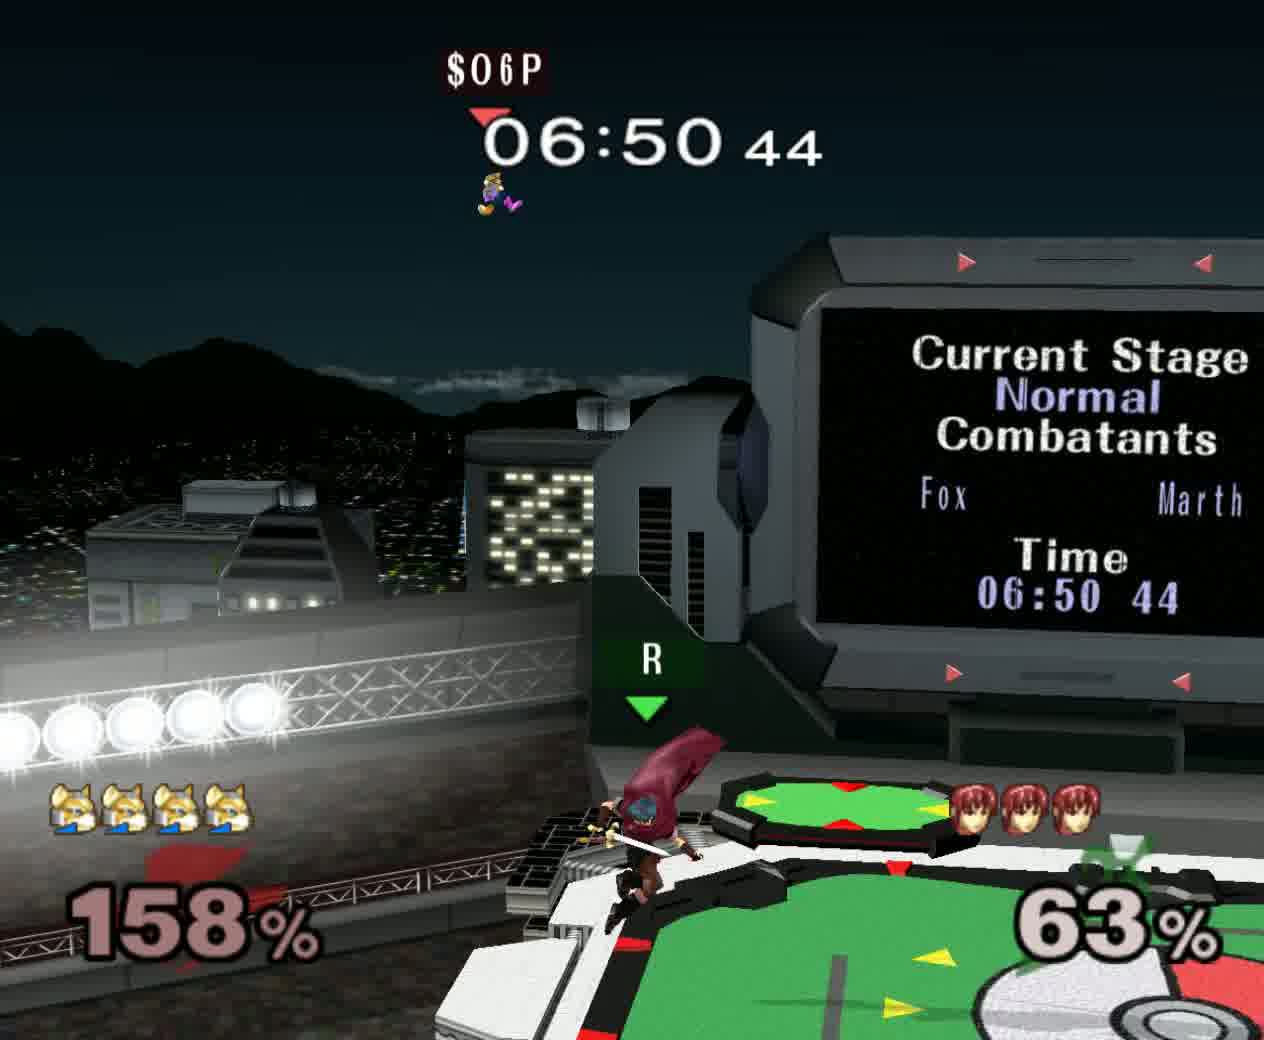 $06P
06:50 44
Current Stage
Normal
Combatants
Fox Marth
Time
06:50 44
R
158%
63%